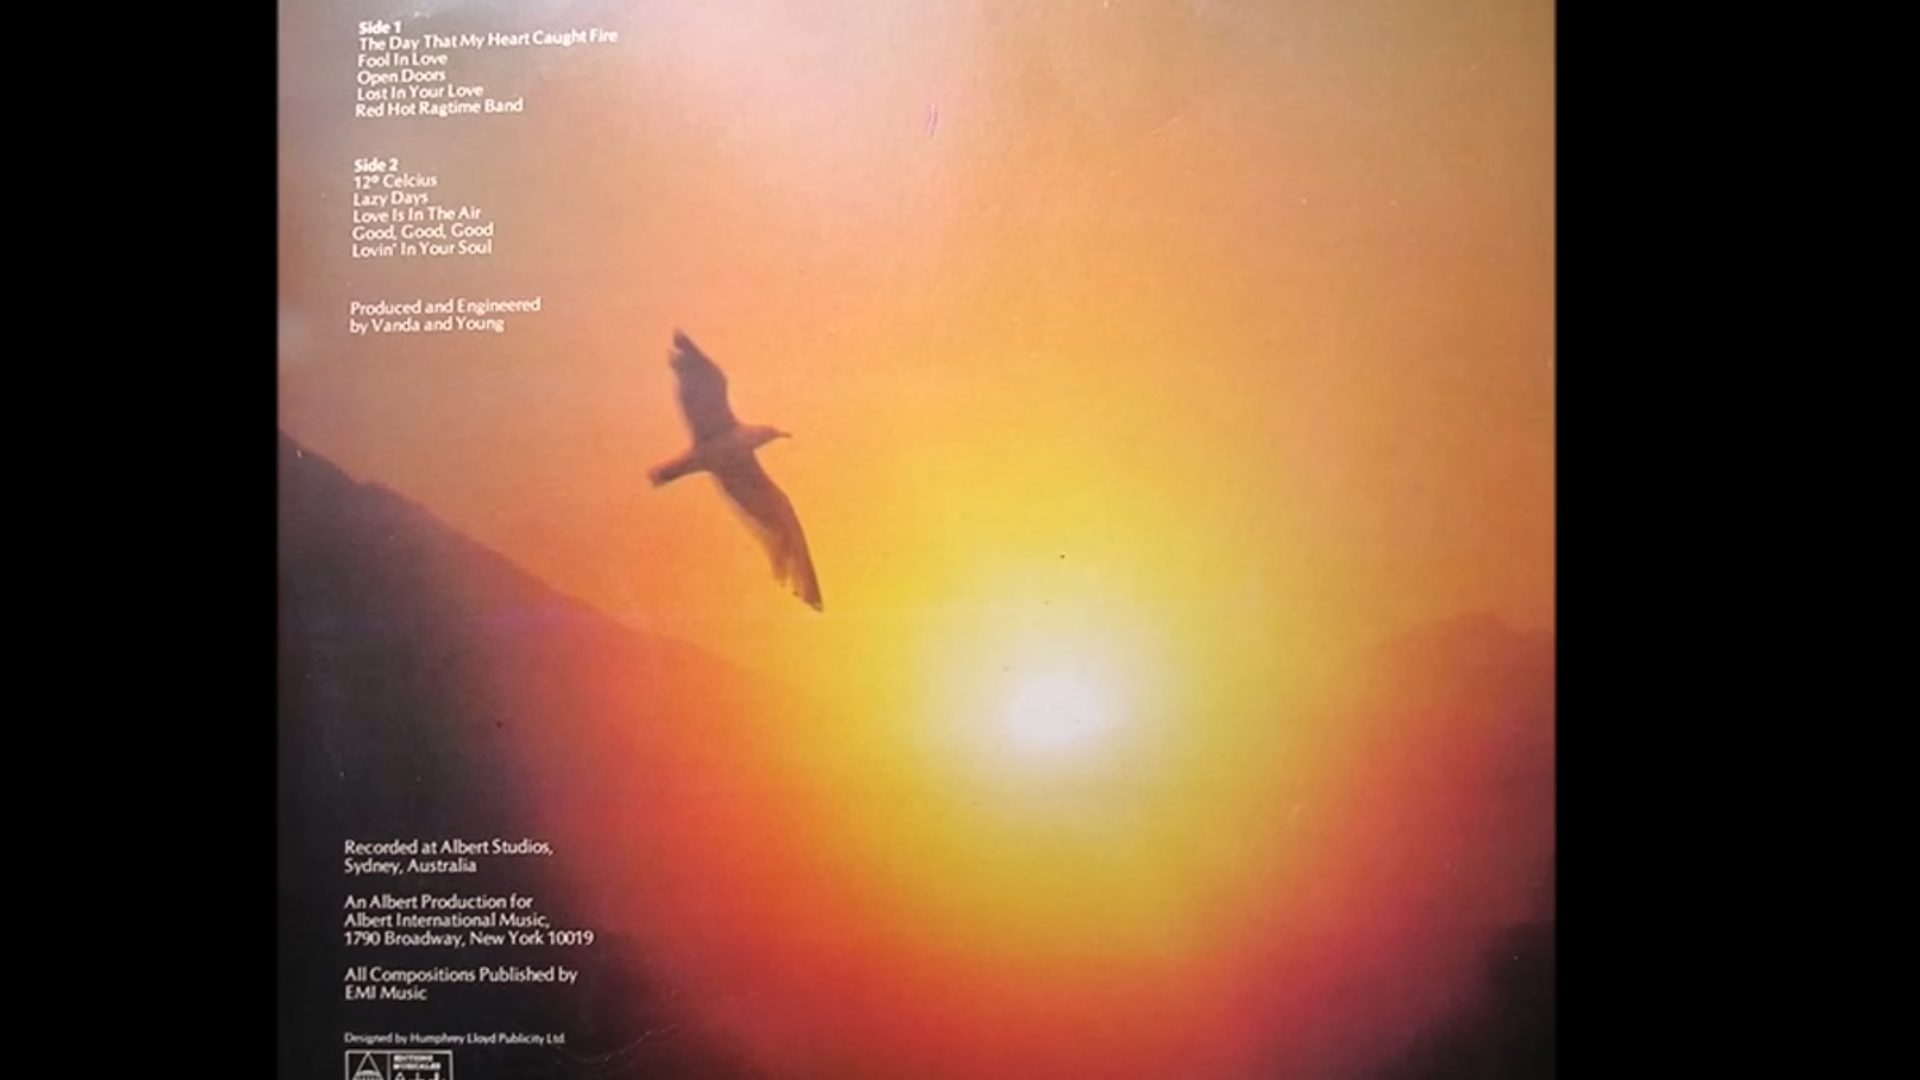 Side 1
The Day That My Heart Caught Fire
Fool In Love
Open Doors
Lost In Your Love
Red Hot Ragtime Band
Side 2
12º Celcius
Lazy Days
Love Is In The Air
Good, Good, Good
Lovin' In Your Soul
Produced and Engineered
by Vanda and Young
Recorded at Albert Studios,
Sydney, Australia
An Albert Production for
Albert International Music,
1790 Broadway, New York 10019
All Compositions Published by
EMI Music
Designed by Humphrey Lloyd Publicity Ltd.
EDITIONS
MUSICALES